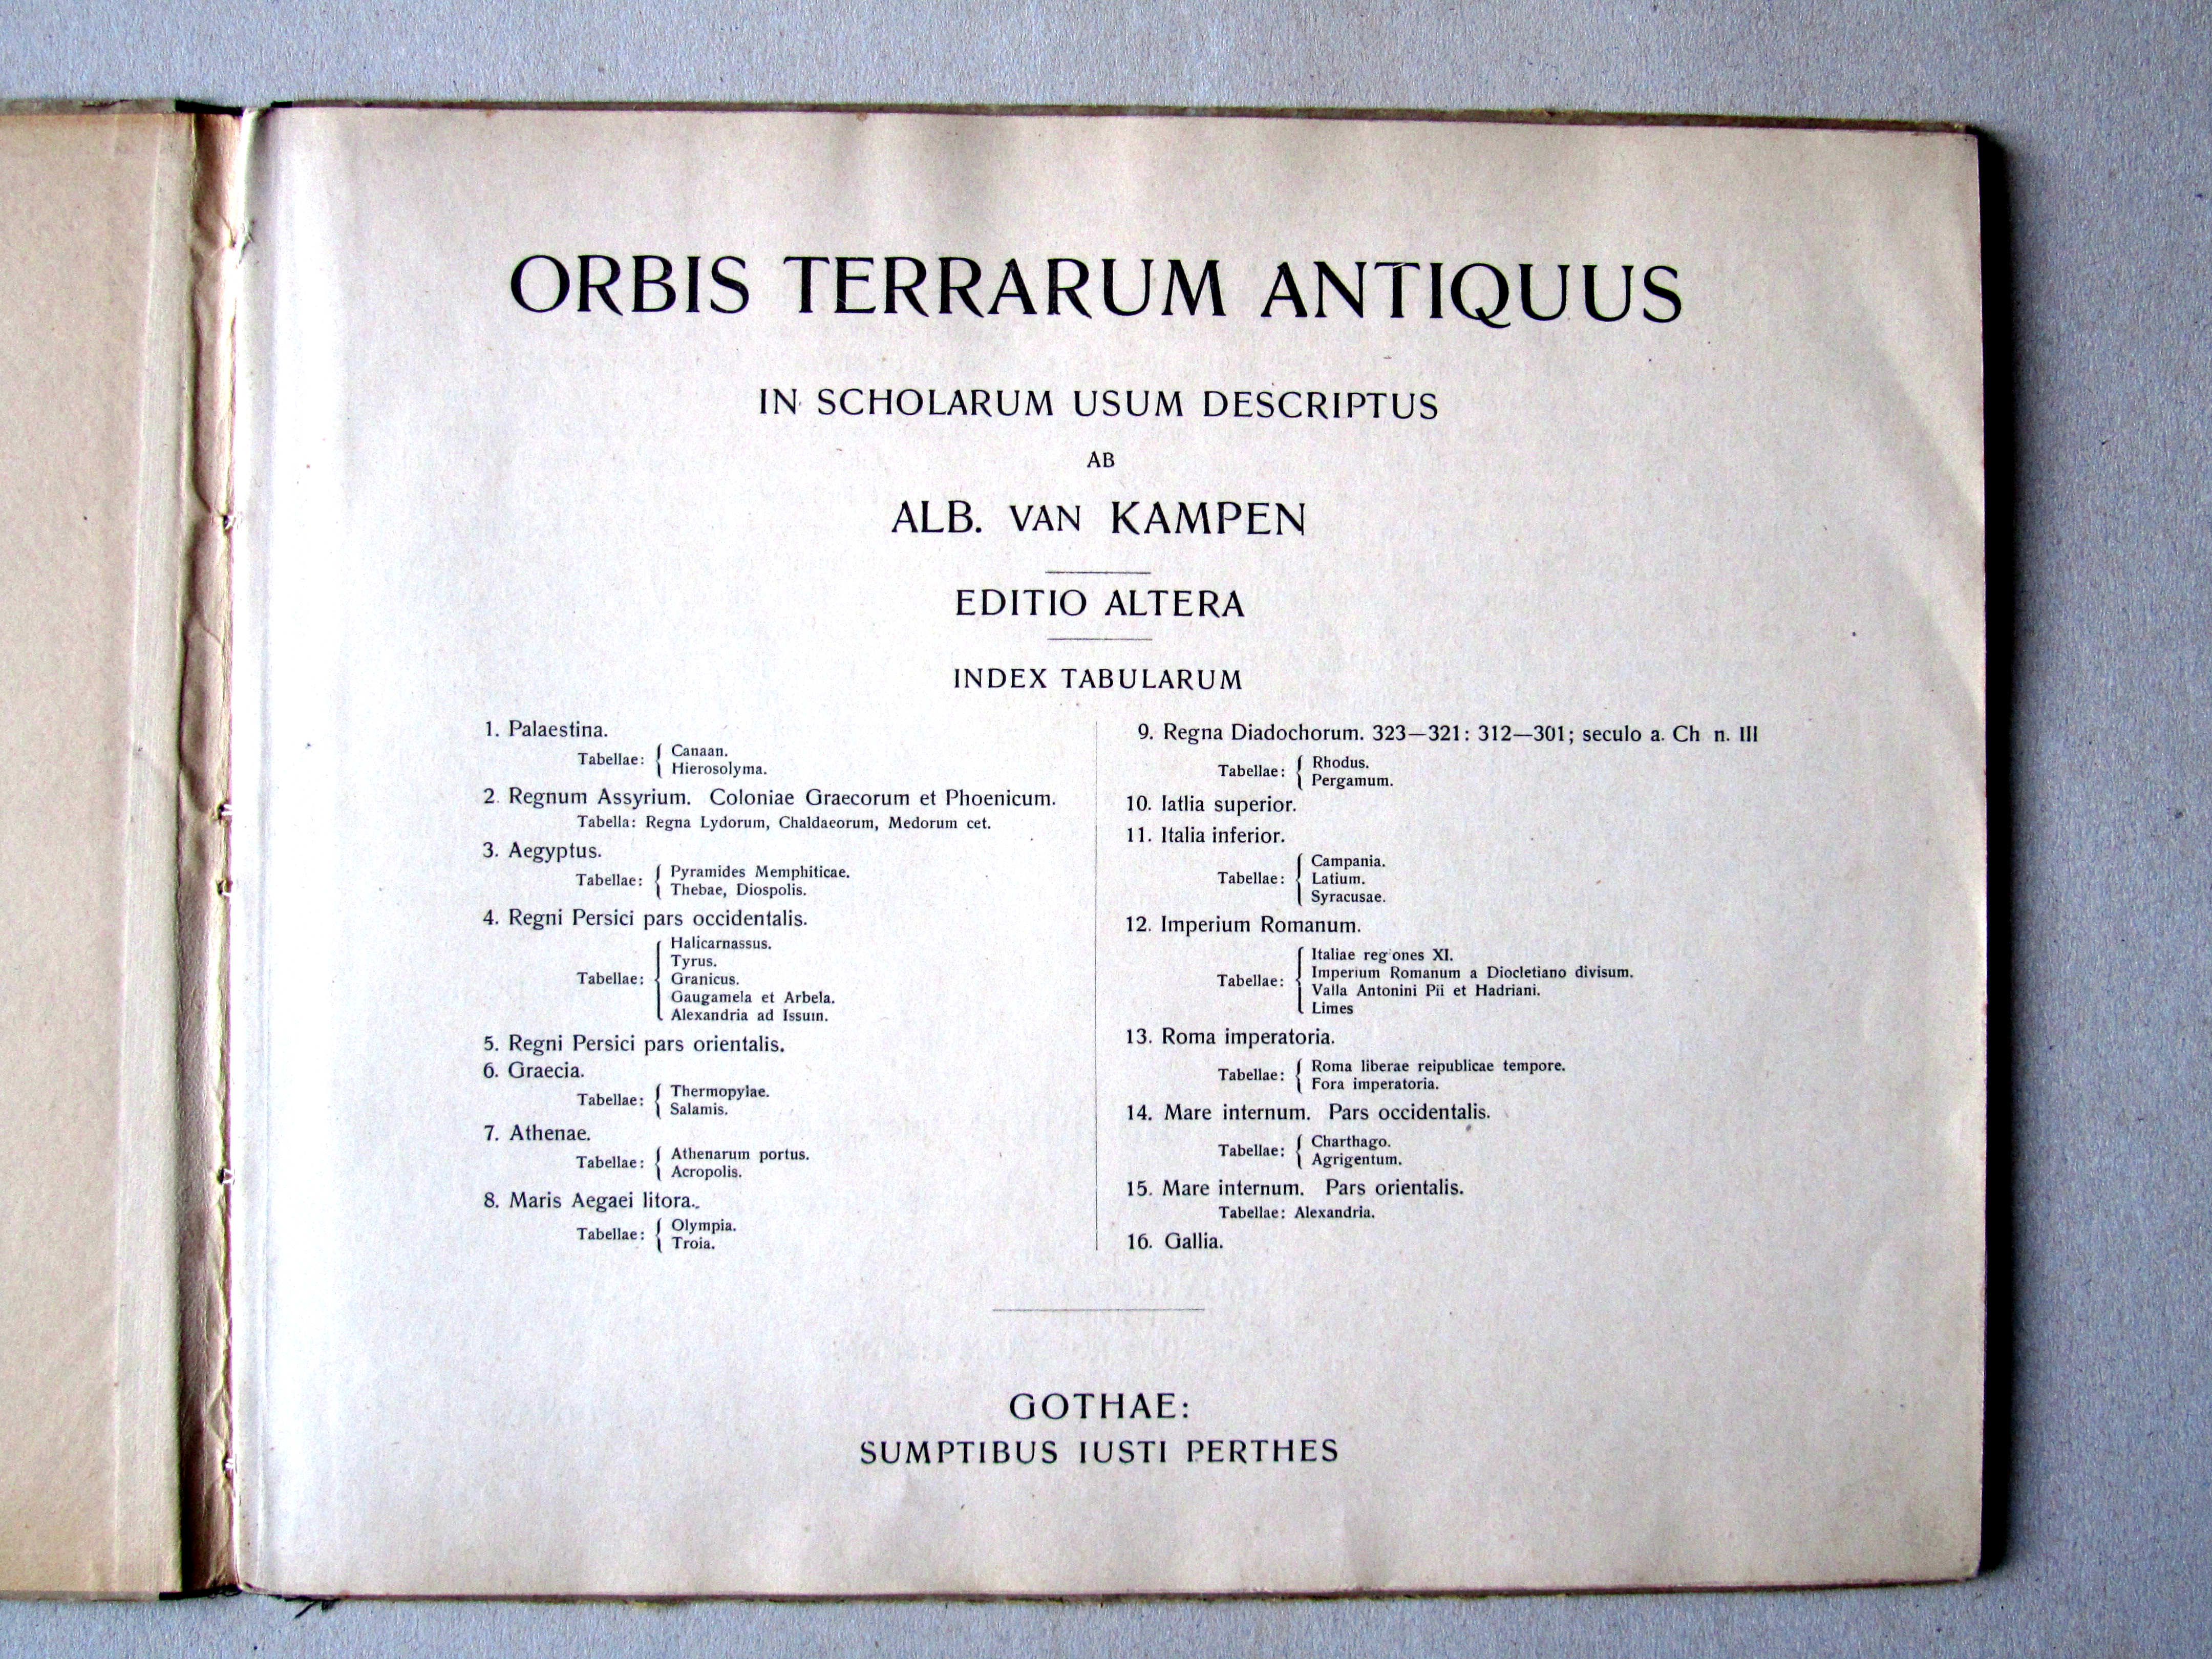 ORBIS TERRARUM ANTIQUUS
IN SCHOLARUM USUM DESCRIPTUS
AB
ALB. VAN KAMPEN
EDITIO ALTERA
INDEX TABULARUM
1. Palaestina.
Tabellae:
Canaan.
Hierosolyma.
2. Regnum Assyrium. Coloniae Graecorum et Phoenicum.
Tabella: Regna Lydorum, Chaldaeorum, Medorum cet.
3. Aegyptus.
Tabellae:
Pyramides Memphiticae.
Thebae, Diospolis.
4. Regni Persici pars occidentalis.
Tabellae:
Halicarnassus.
Tyrus.
Granicus.
Gaugamela et Arbela.
Alexandria ad Issum.
5. Regni Persici pars orientalis.
6. Graecia.
Tabellae:
Thermopylae.
Salamis.
7. Athenae.
Tabellae:
Athenarum portus.
Acropolis.
8. Maris Aegaei litora.
Tabellae:
Olympia.
Troia.
9. Regna Diadochorum. 323—321: 312—301; seculo a. Ch n. III
Tabellae:
Rhodus.
Pergamum.
10. Iatlia superior.
11. Italia inferior.
Tabellae:
Campania.
Latium.
Syracusae.
12. Imperium Romanum.
Tabellae:
Italiae regiones XI.
Imperium Romanum a Diocletiano divisum.
Valla Antonini Pii et Hadriani.
Limes
13. Roma imperatoria.
Tabellae:
Roma liberae reipublicae tempore.
Fora imperatoria.
14. Mare internum. Pars occidentalis.
Tabellae:
Charthago.
Agrigentum.
15. Mare internum. Pars orientalis.
Tabellae: Alexandria.
16. Gallia.
GOTHAE:
SUMPTIBUS IUSTI PERTHES